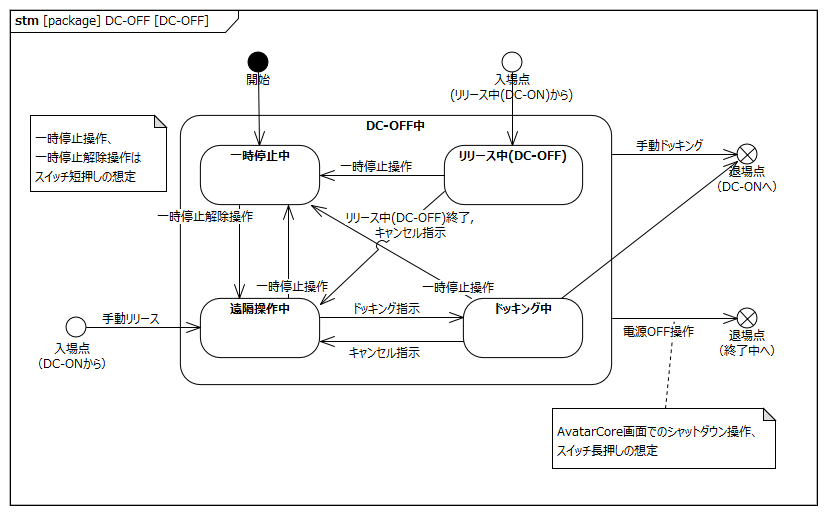 stm [package] DC-OFF [DC-OFF]
開始
入場点
(リリース中(DC-ON)から)
一時停止操作、
一時停止解除操作は
スイッチ短押しの想定
DC-OFF中
一時停止中
リリース中(DC-OFF)
一時停止操作
手動ドッキング
退場点
(DC-ONへ)
一時停止解除操作
リリース中(DC-OFF)終了,
キャンセル指示
一時停止操作
一時停止操作
遠隔操作中
ドッキング指示
ドッキング中
手動リリース
入場点
(DC-ONから)
キャンセル指示
電源OFF操作
退場点
(終了中へ)
AvatarCore画面でのシャットダウン操作、
スイッチ長押しの想定